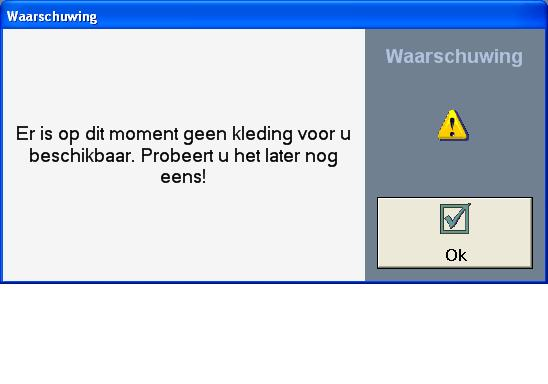 Waarschuwing
Waarschuwing
Er is op dit moment geen kleding voor u
beschikbaar. Probeert u het later nog
eens!
Ok